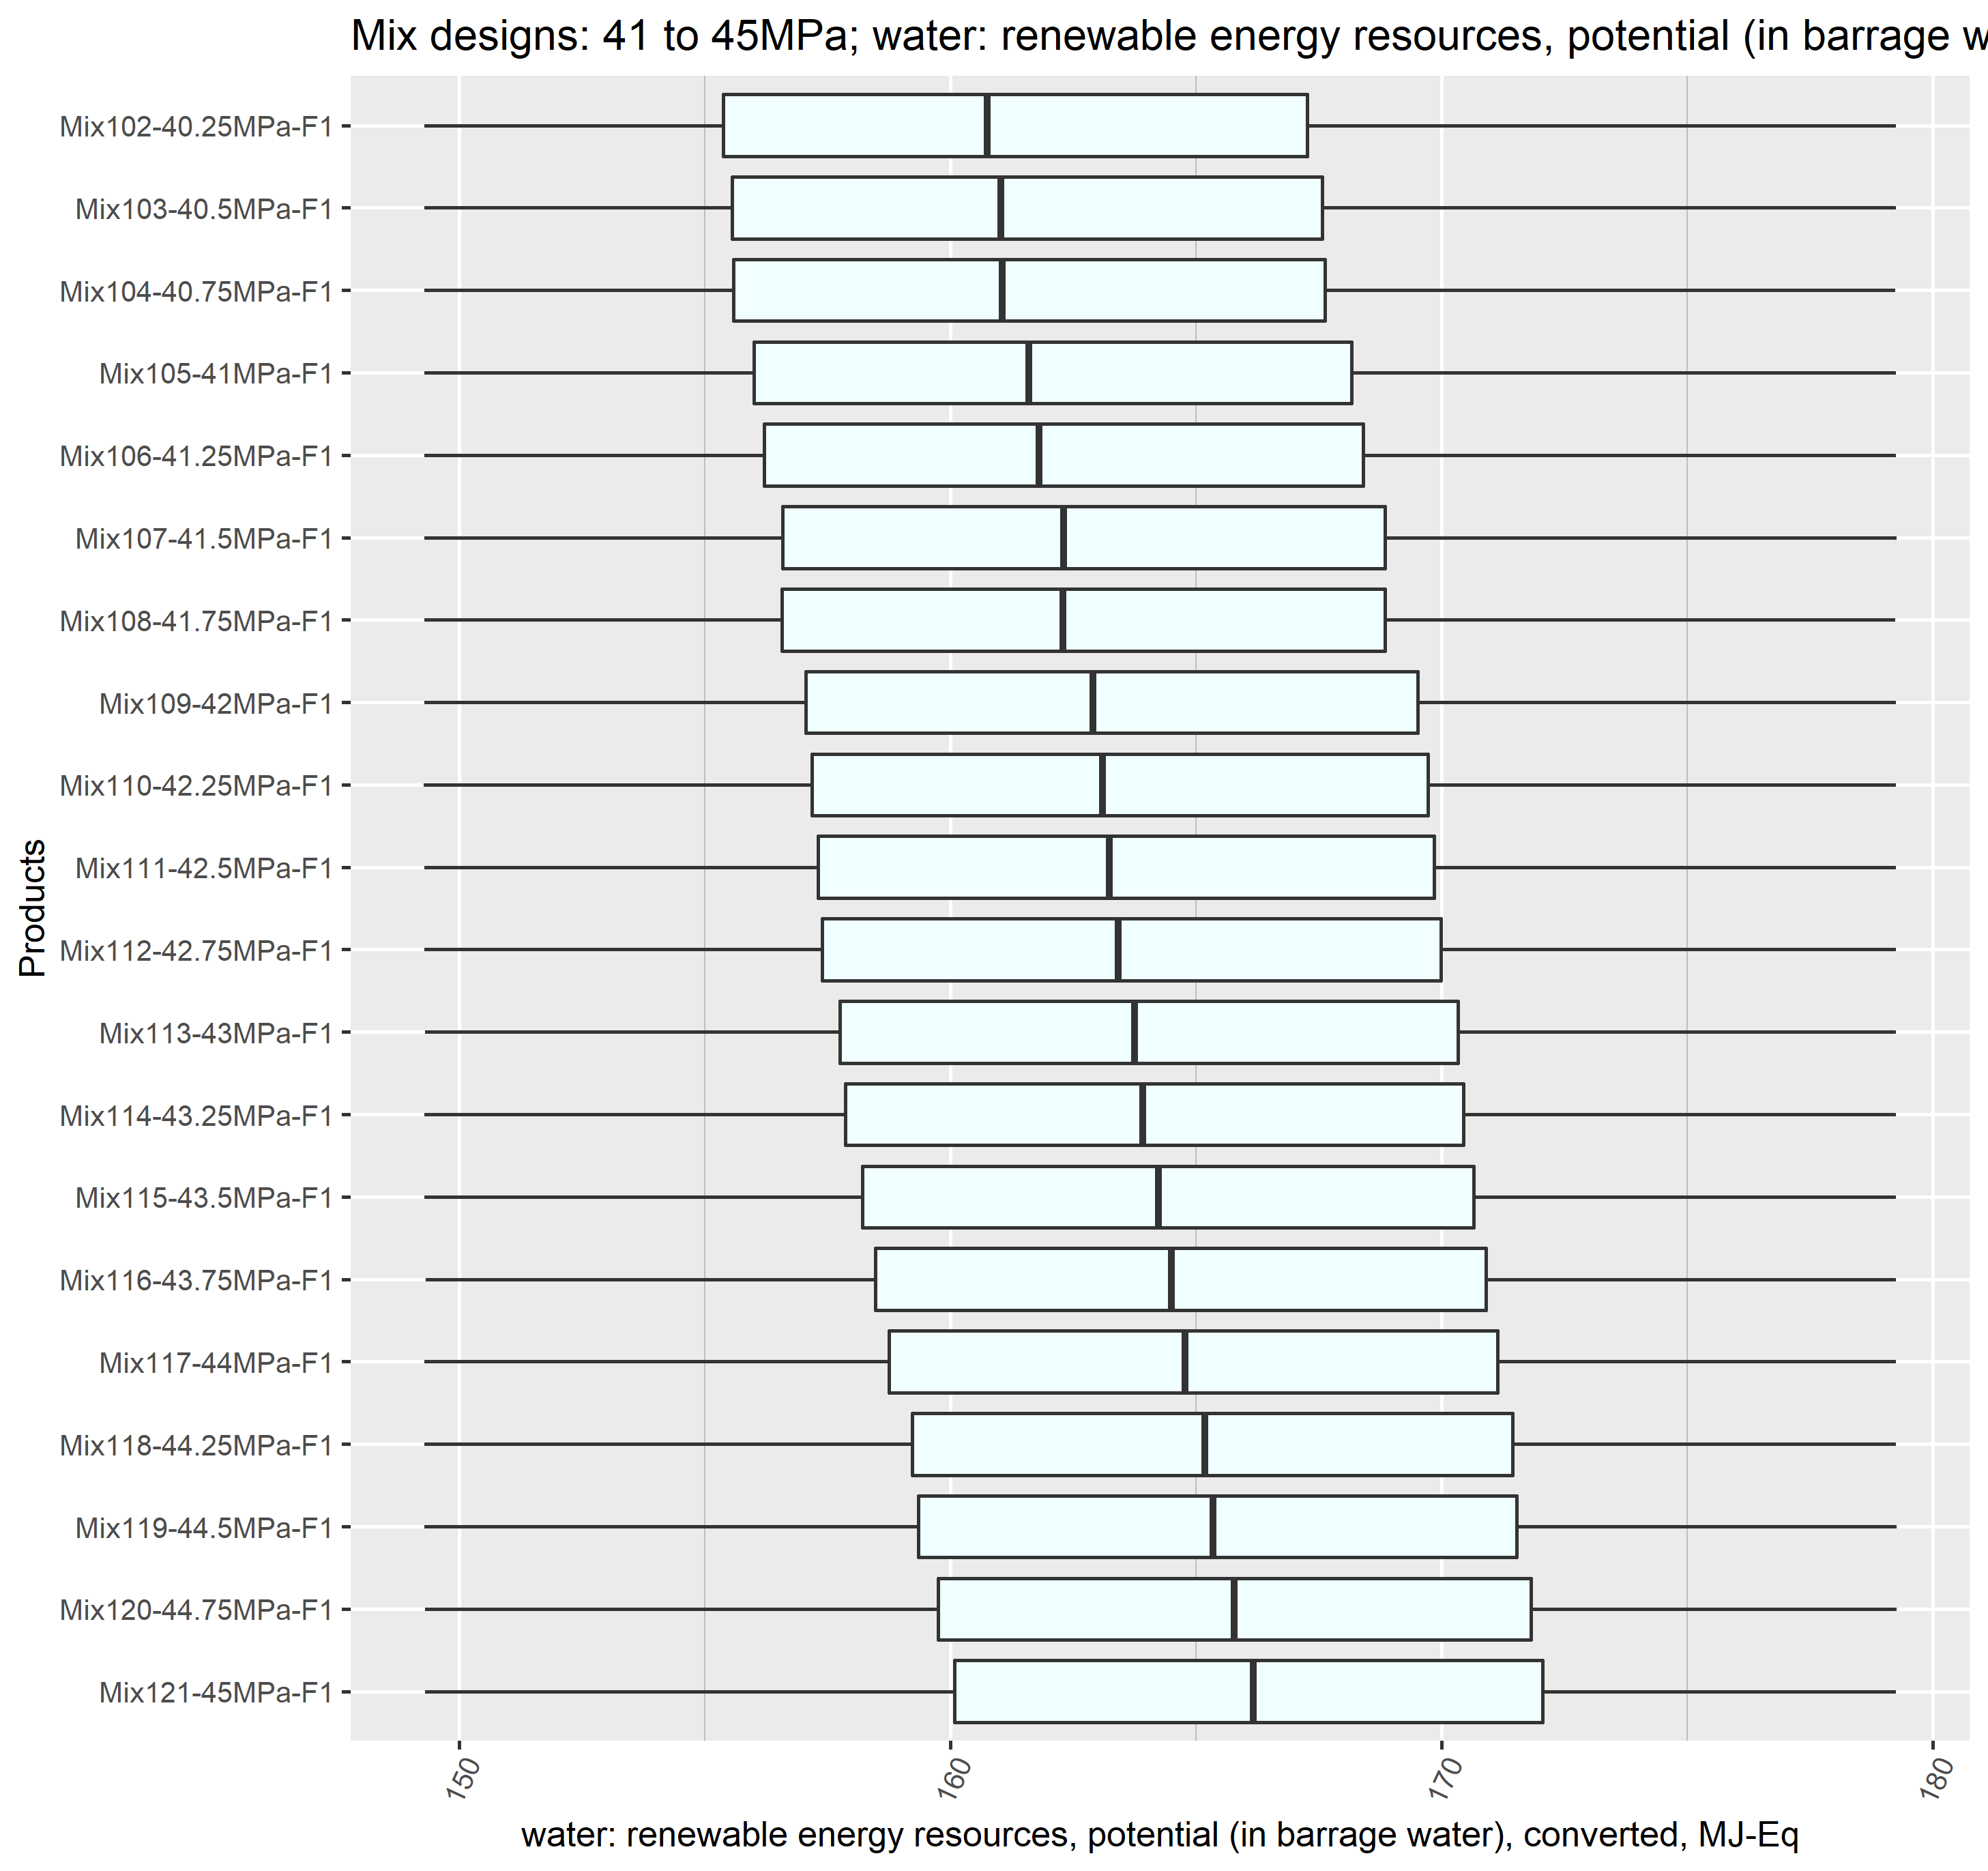 Mix designs: 41 to 45MPa; water: renewable energy resources, potential (in barrage w
Mix102-40.25MPa-F1
Mix103-40.5MPa-F1
Mix104-40.75MPa-F1
Mix105-41MPa-F1
Mix106-41.25MPa-F1
Mix107-41.5MPa-F1
Mix108-41.75MPa-F1
Mix109-42MPa-F1
Mix110-42.25MPa-F1
Mix111-42.5MPa-F1
Mix112-42.75MPa-F1
Mix113-43MPa-F1
Mix114-43.25MPa-F1
Mix115-43.5MPa-F1
Mix116-43.75MPa-F1
Mix117-44MPa-F1
Mix118-44.25MPa-F1
Mix119-44.5MPa-F1
Mix120-44.75MPa-F1
Mix121-45MPa-F1
Products
150 160 170 180
water: renewable energy resources, potential (in barrage water), converted, MJ-Eq